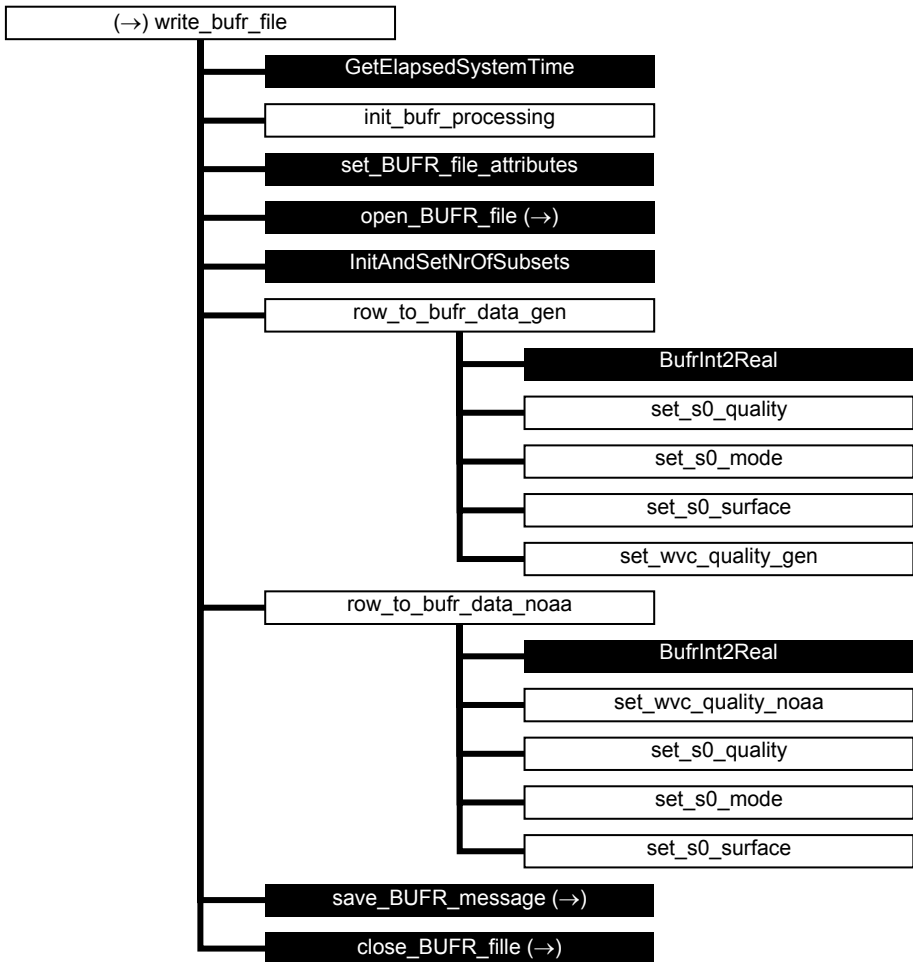 (→) write_bufr_file
GetElapsedSystemTime
init_bufr_processing
set_BUFR_file_attributes
open_BUFR_file (→)
InitAndSetNrOfSubsets
row_to_bufr_data_gen
BufrInt2Real
set_s0_quality
set_s0_mode
set_s0_surface
set_wvc_quality_gen
row_to_bufr_data_noaa
BufrInt2Real
set_wvc_quality_noaa
set_s0_quality
set_s0_mode
set_s0_surface
save_BUFR_message (→)
close_BUFR_fille (→)